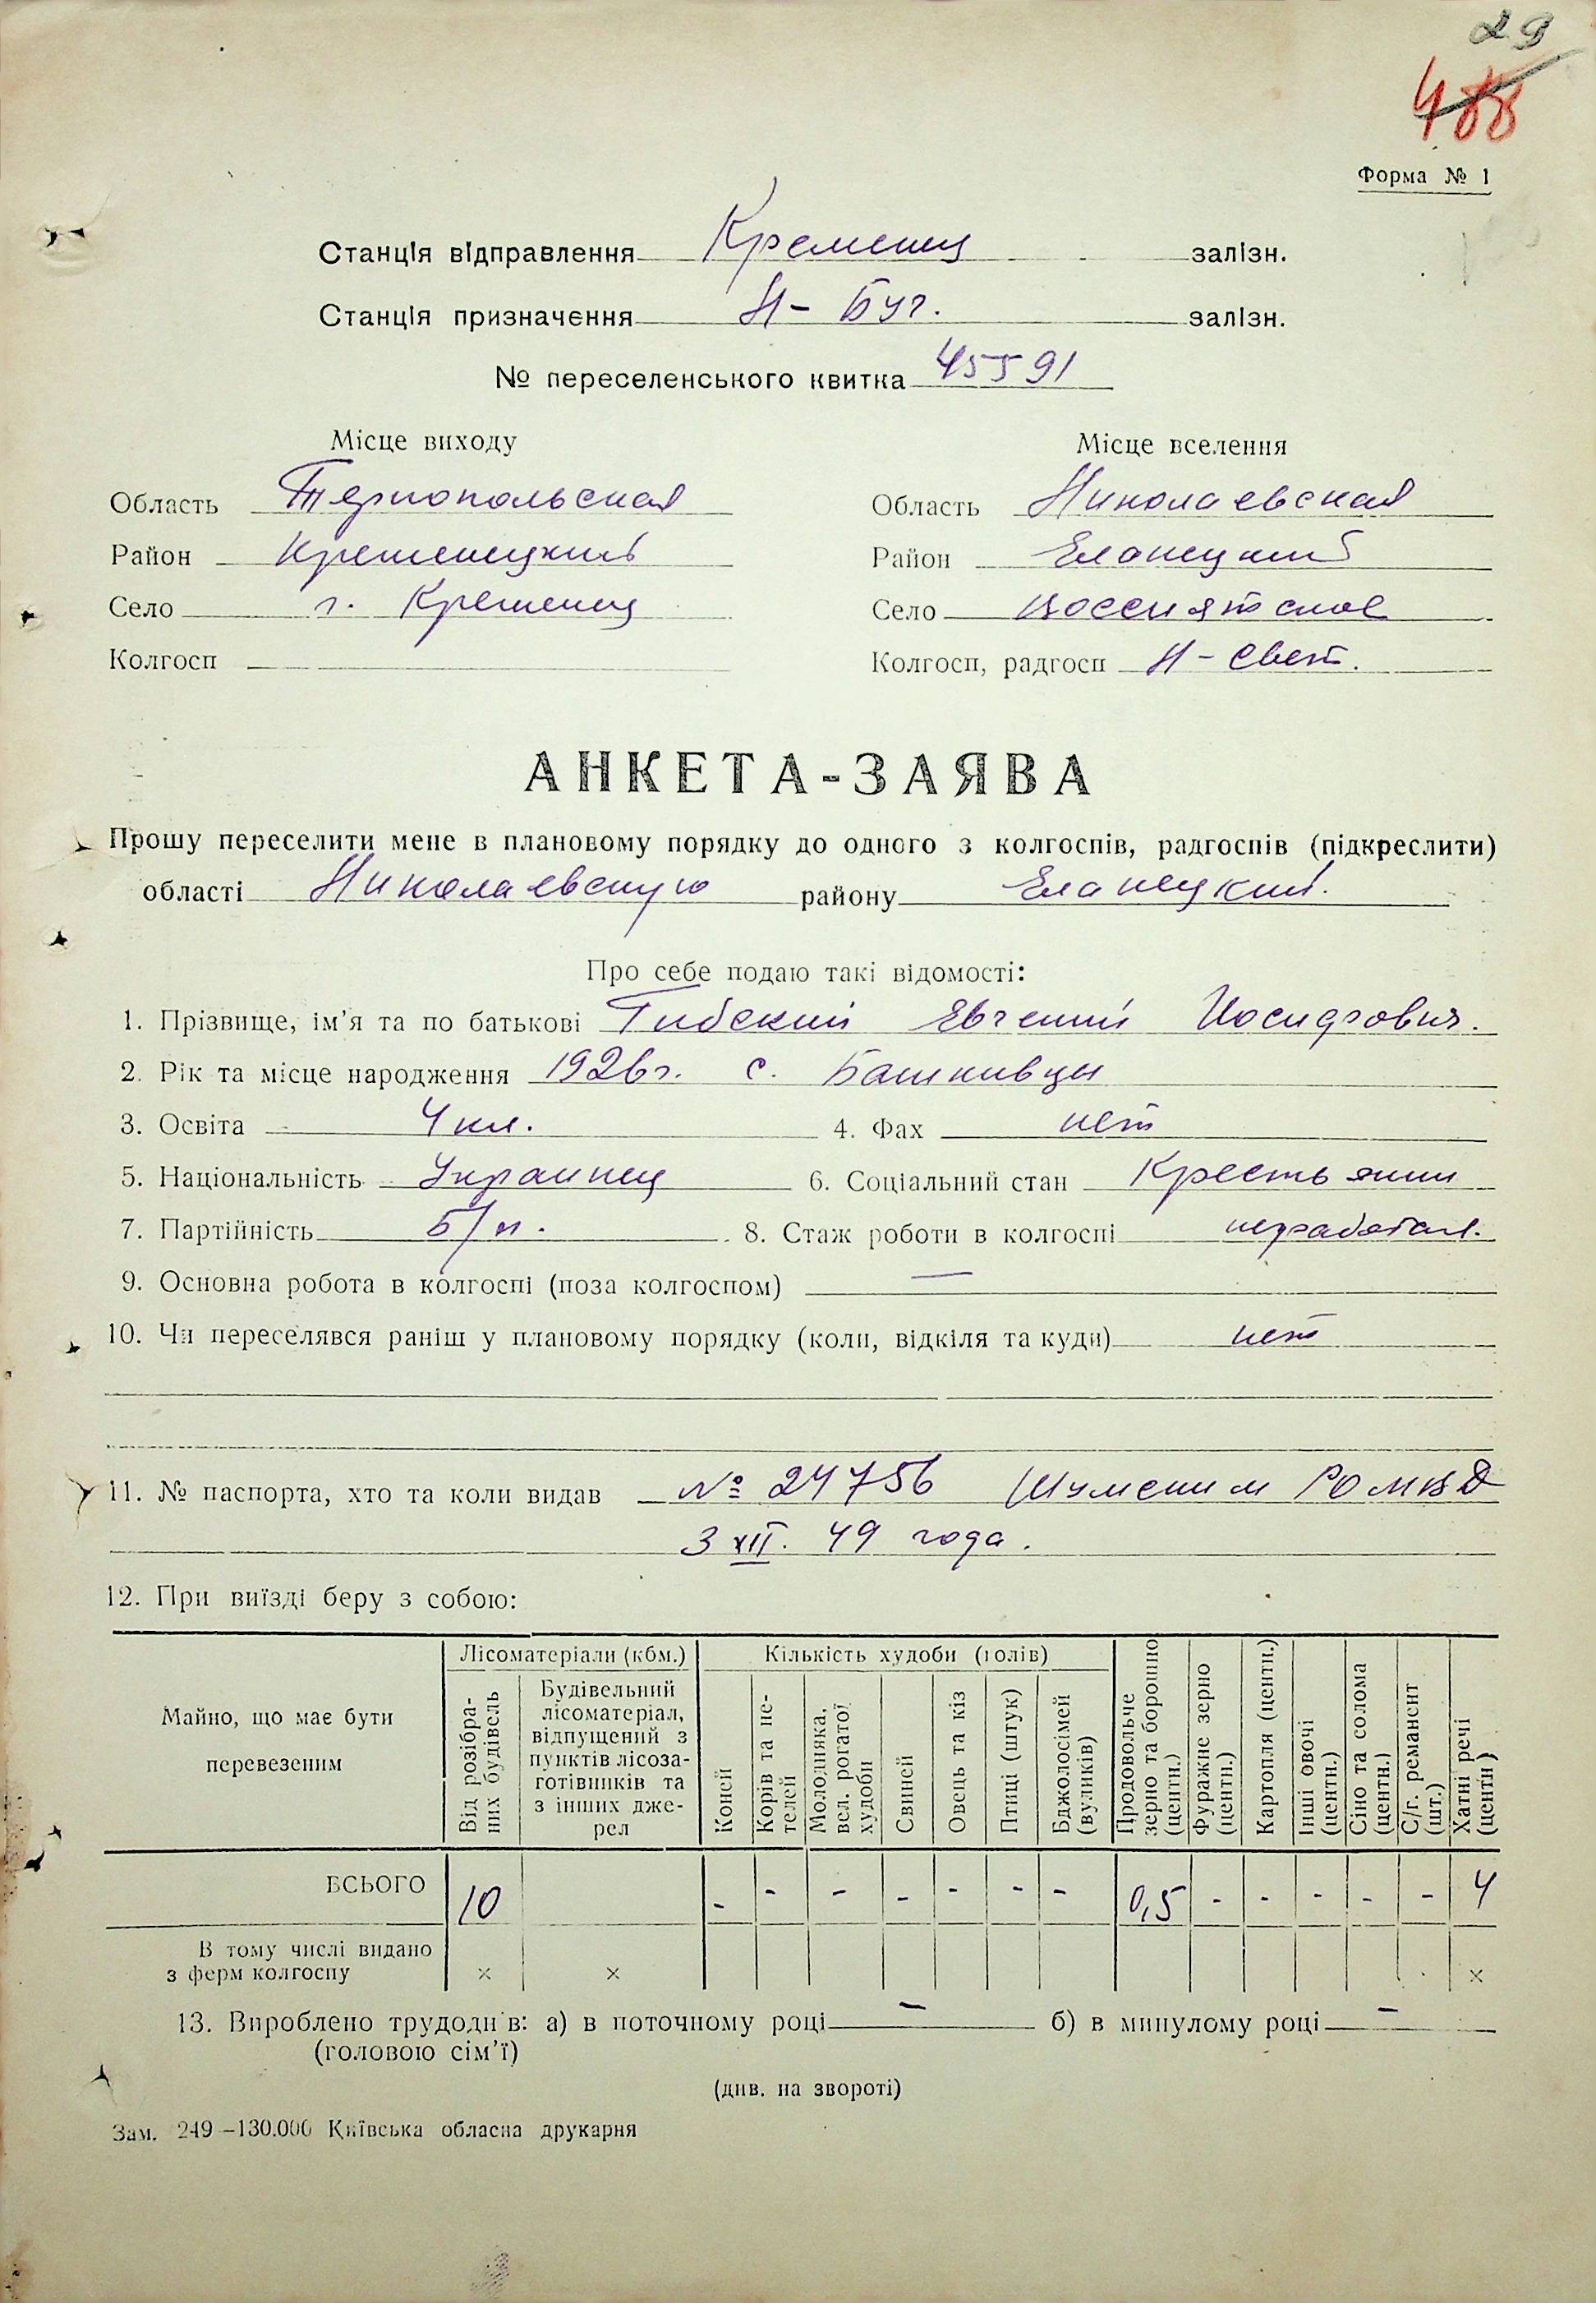 29
488
Форма № 1
Станція відправлення Кременец залізн.
Станція призначення Н-Буг. залізн.
№ переселенського квитка 45591
Місце виходу
Місце вселення
Область Тернопольская
Область Николаевская
Район Кременецкий
Район Еланецкий
Село г. Кременец
Село Воссиятское
Колгосп
Колгосп, радгосп Н-Свет.
АНКЕТА-ЗАЯВА
Прошу переселити мене в плановому порядку до одного з колгоспів, радгоспів (підкреслити)
області Николаевскую району Еланецкий.
Про себе подаю такі відомості:
1. Прізвище, ім'я та по батькові Гибский Евгений Иосифович.
2. Рік та місце народження 1926г. с. Башковцы
3. Освіта 4 кл. 4. Фах нет
5. Національність Украинец 6. Соціальний стан Крестьянин
7. Партійність Б/п. 8. Стаж роботи в колгоспі неработал.
9. Основна робота в колгоспі (поза колгоспом) —
10. Чи переселявся раніш у плановому порядку (коли, відкіля та куди) нет
11. № паспорта, хто та коли видав № 24756 Шумским РО МВД
3 XII. 49 года.
12. При виїзді беру з собою:
Майно, що має бути перевезеним
Лісоматеріали (кбм.)
Кількість худоби (голів)
Від розібраних будівель
Будівельний лісоматеріал, відпущений з пунктів лісозаготівників та з інших джерел
Коней
Корів та нетелей
Молодняка, вел. рогатої худоби
Свиней
Овець та кіз
Птиці (штук)
Бджолосімей (вуликів)
Продовольче зерно та борошно (центн.)
Фуражне зерно (центн.)
Картопля (центн.)
Інші овочі (центн.)
Сіно та солома (центн.)
С/г. реманент (шт.)
Хатні речі (центн)
ВСЬОГО 10 - - - - - - - 0,5 - - - - - 4
В тому числі видано з ферм колгоспу × × ×
13. Вироблено трудоднів: а) в поточному році — б) в минулому році —
(головою сім'ї)
(див. на звороті)
Зам. 249—130.000 Київська обласна друкарня